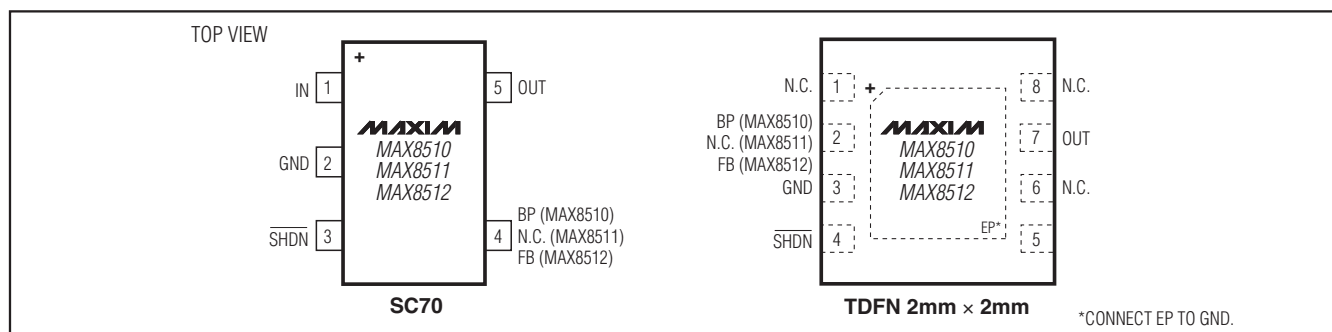 TOP VIEW
+
IN 1
5 OUT
MAXIM
MAX8510
MAX8511
MAX8512
GND 2
SHDN 3
4
BP (MAX8510)
N.C. (MAX8511)
FB (MAX8512)
SC70
N.C. 1
+
8 N.C.
BP (MAX8510)
N.C. (MAX8511)
FB (MAX8512)
2
MAXIM
MAX8510
MAX8511
MAX8512
7 OUT
GND 3
6 N.C.
SHDN 4
EP*
5
TDFN 2mm × 2mm
*CONNECT EP TO GND.